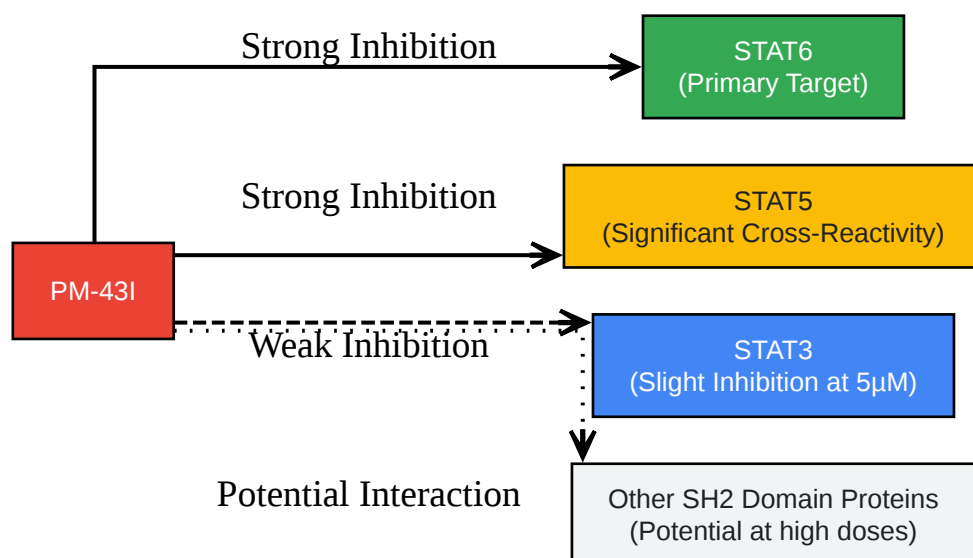 Strong Inhibition
STAT6
(Primary Target)
Strong Inhibition
STAT5
(Significant Cross-Reactivity)
PM-43I
Weak Inhibition
STAT3
(Slight Inhibition at 5µM)
Potential Interaction
Other SH2 Domain Proteins
(Potential at high doses)